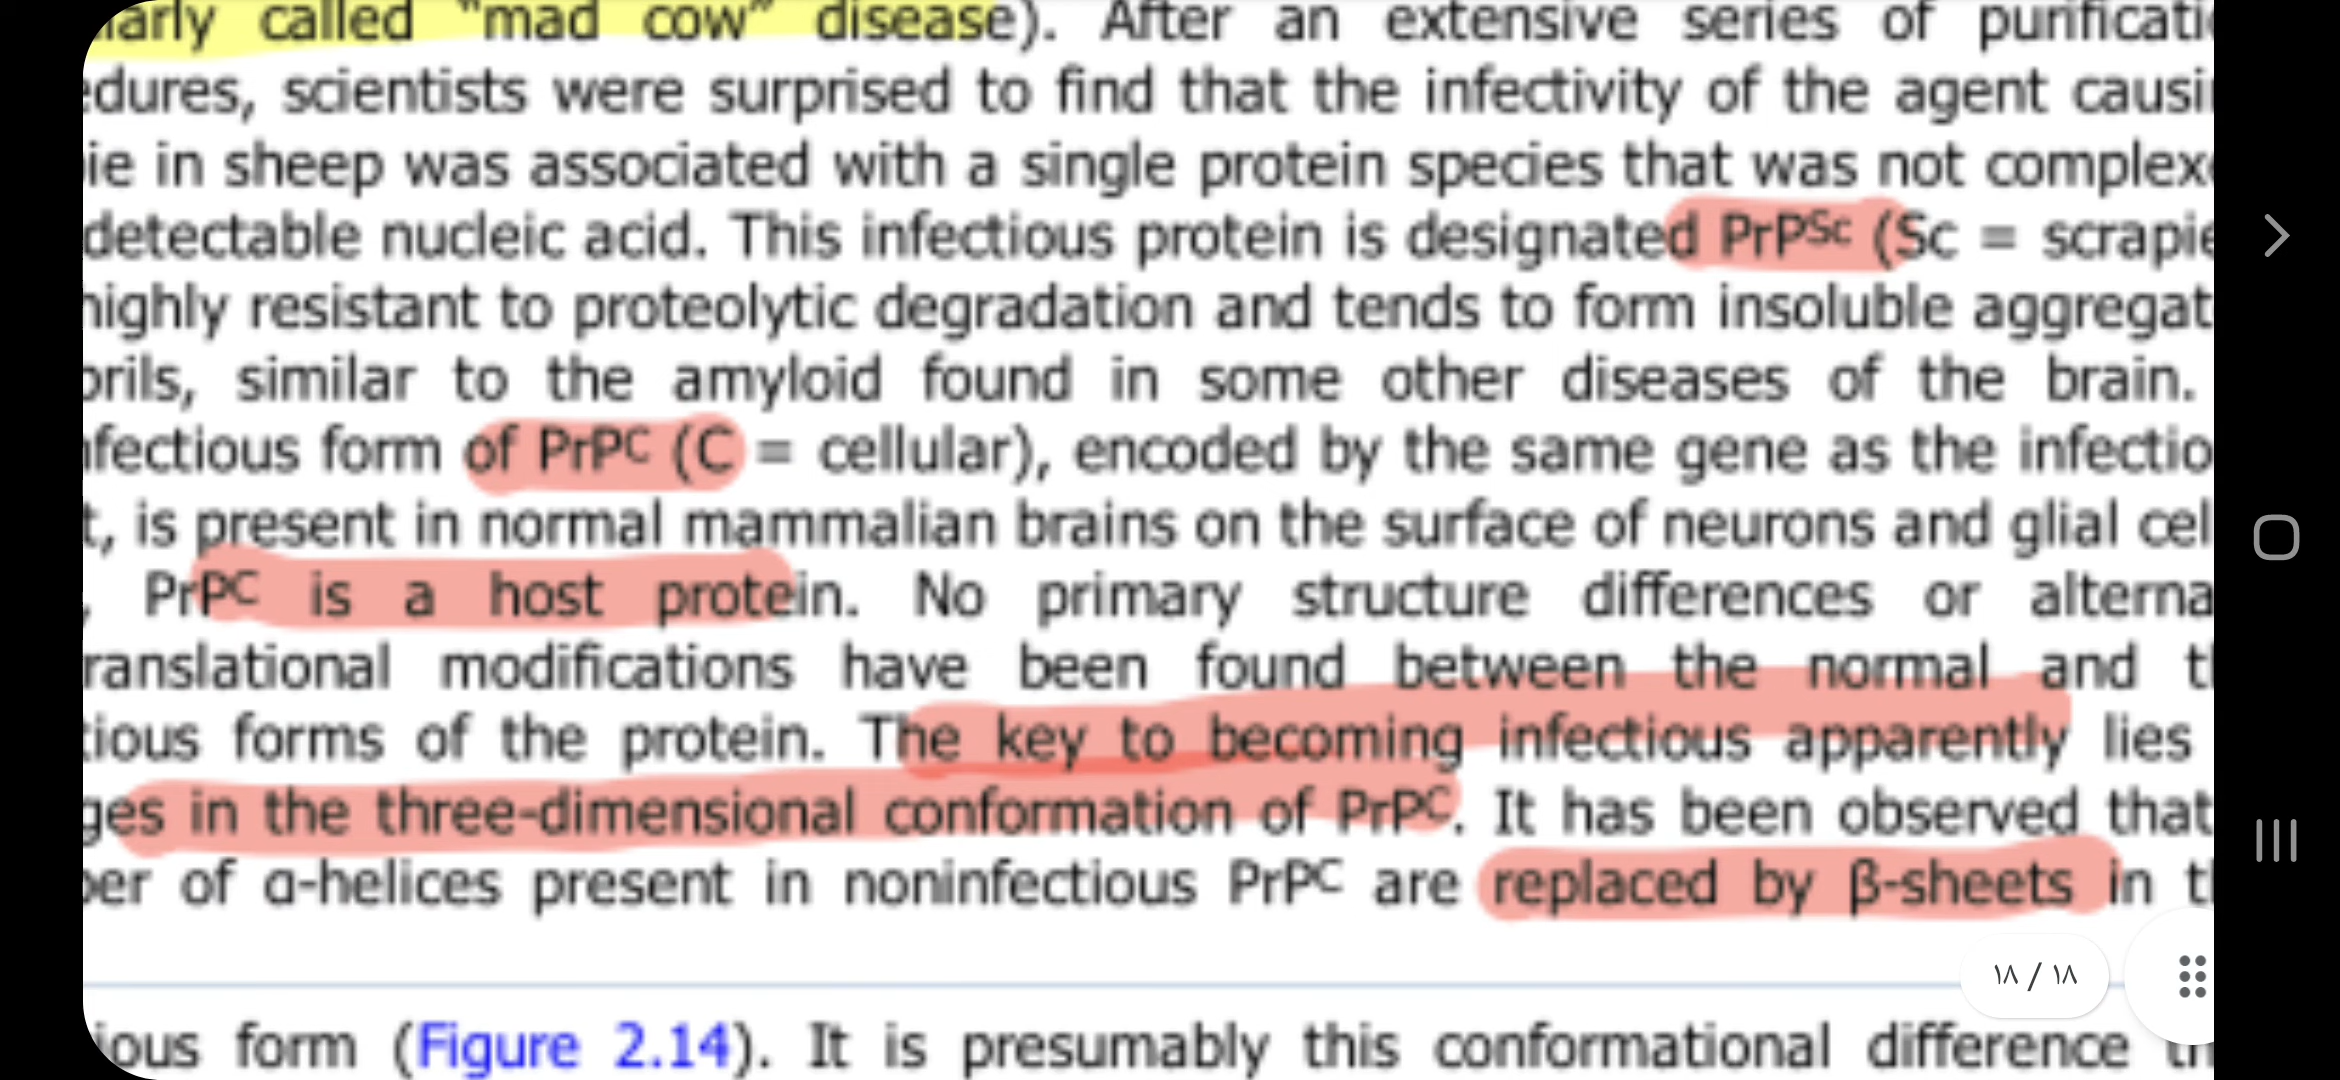 larly called “mad cow” disease). After an extensive series of purificati
edures, scientists were surprised to find that the infectivity of the agent causi
ie in sheep was associated with a single protein species that was not complex
detectable nucleic acid. This infectious protein is designated PrPSc (Sc = scrapie
highly resistant to proteolytic degradation and tends to form insoluble aggregat
brils, similar to the amyloid found in some other diseases of the brain.
nfectious form of PrPC (C = cellular), encoded by the same gene as the infectio
t, is present in normal mammalian brains on the surface of neurons and glial cel
, PrPC is a host protein. No primary structure differences or alterna
ranslational modifications have been found between the normal and t
tious forms of the protein. The key to becoming infectious apparently lies
ges in the three-dimensional conformation of PrPC. It has been observed that
ber of α-helices present in noninfectious PrPC are replaced by β-sheets in t
١٨ / ١٨
ious form (Figure 2.14). It is presumably this conformational difference th